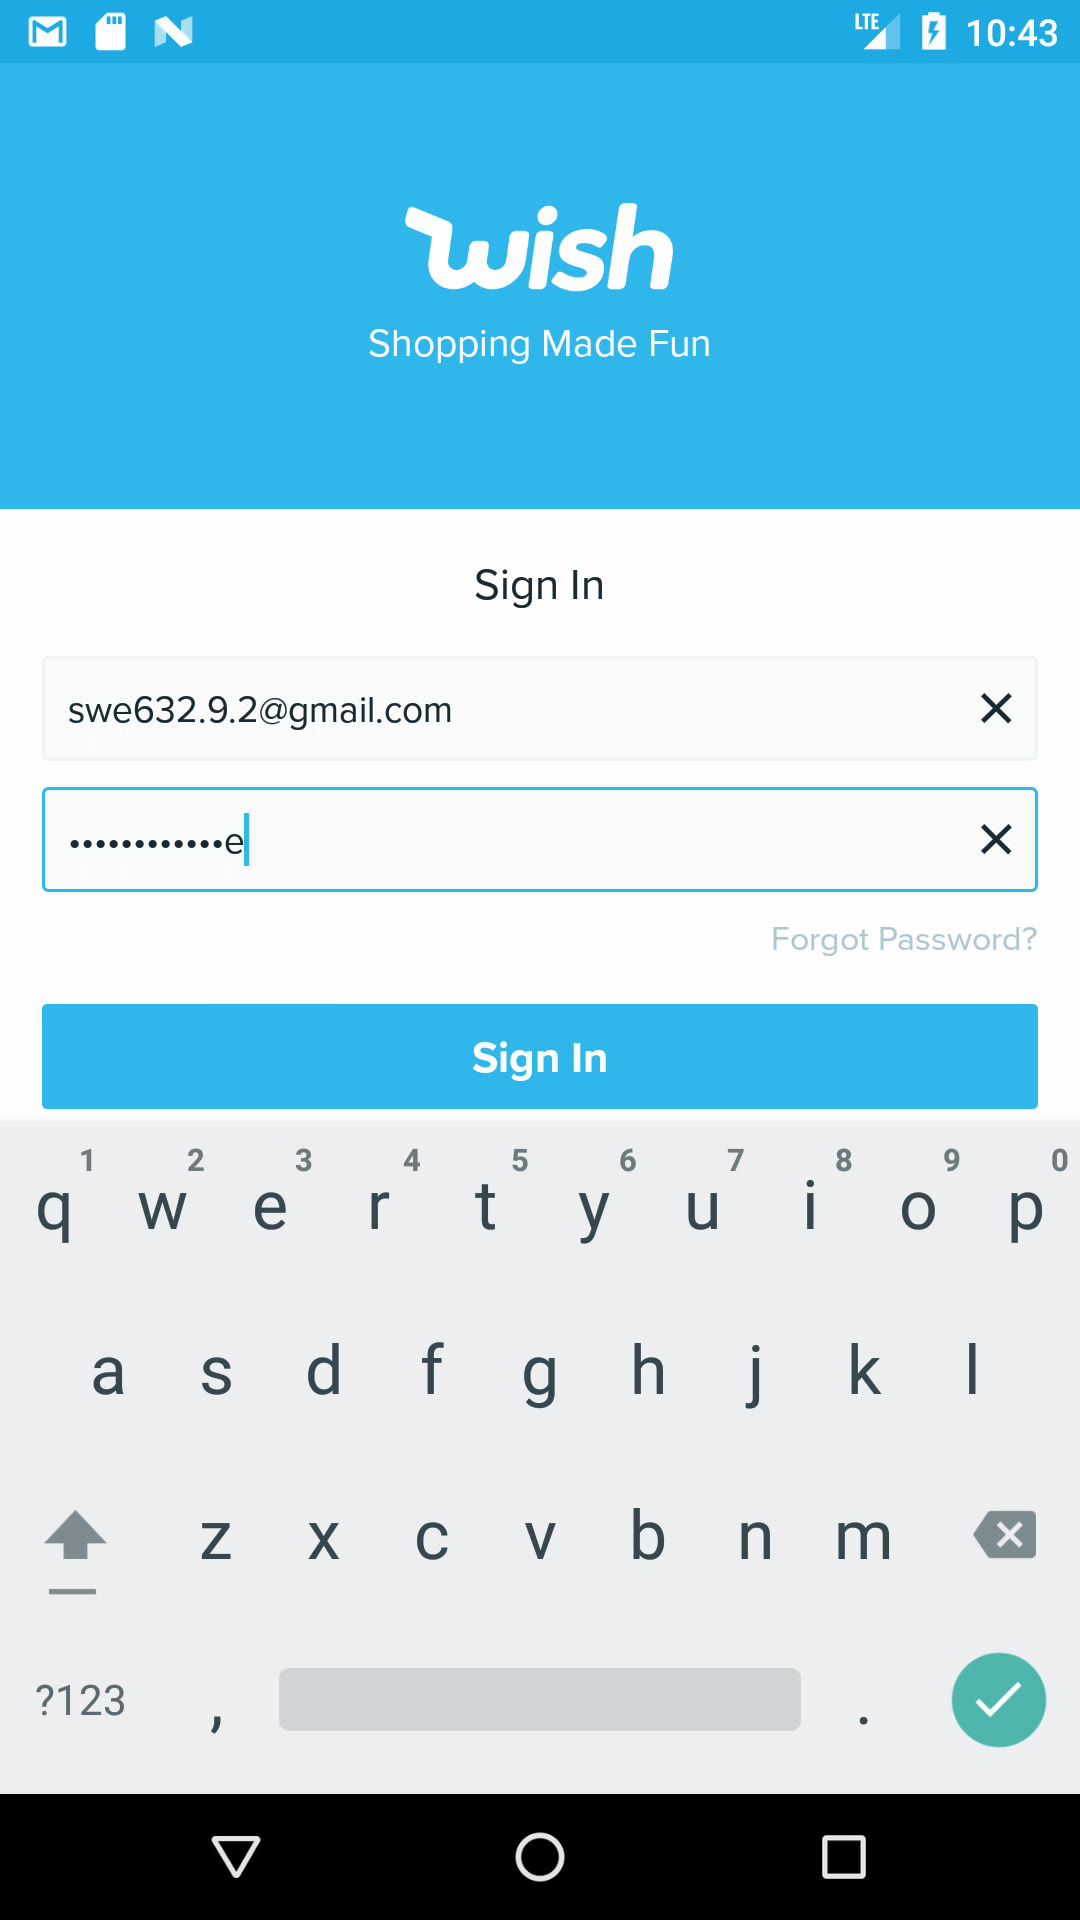 LTE 10:43
wish
Shopping Made Fun
Sign In
swe632.9.2@gmail.com
••••••••••••e
Forgot Password?
Sign In
1 2 3 4 5 6 7 8 9 0
q w e r t y u i o p
a s d f g h j k l
z x c v b n m
?123 , .